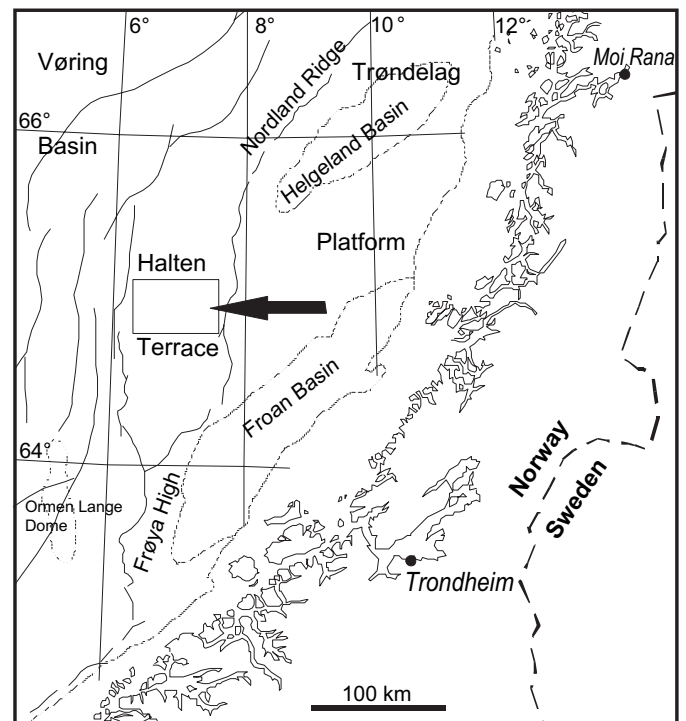 6°
10°
12°
Vøring
Nordland Ridge
Trøndelag
Moi Rana
66°
Basin
Helgeland Basin
Platform
Halten
Terrace
Froan Basin
64°
8°
Ormen Lange
Dome
Frøya High
Norway
Sweden
Trondheim
100 km